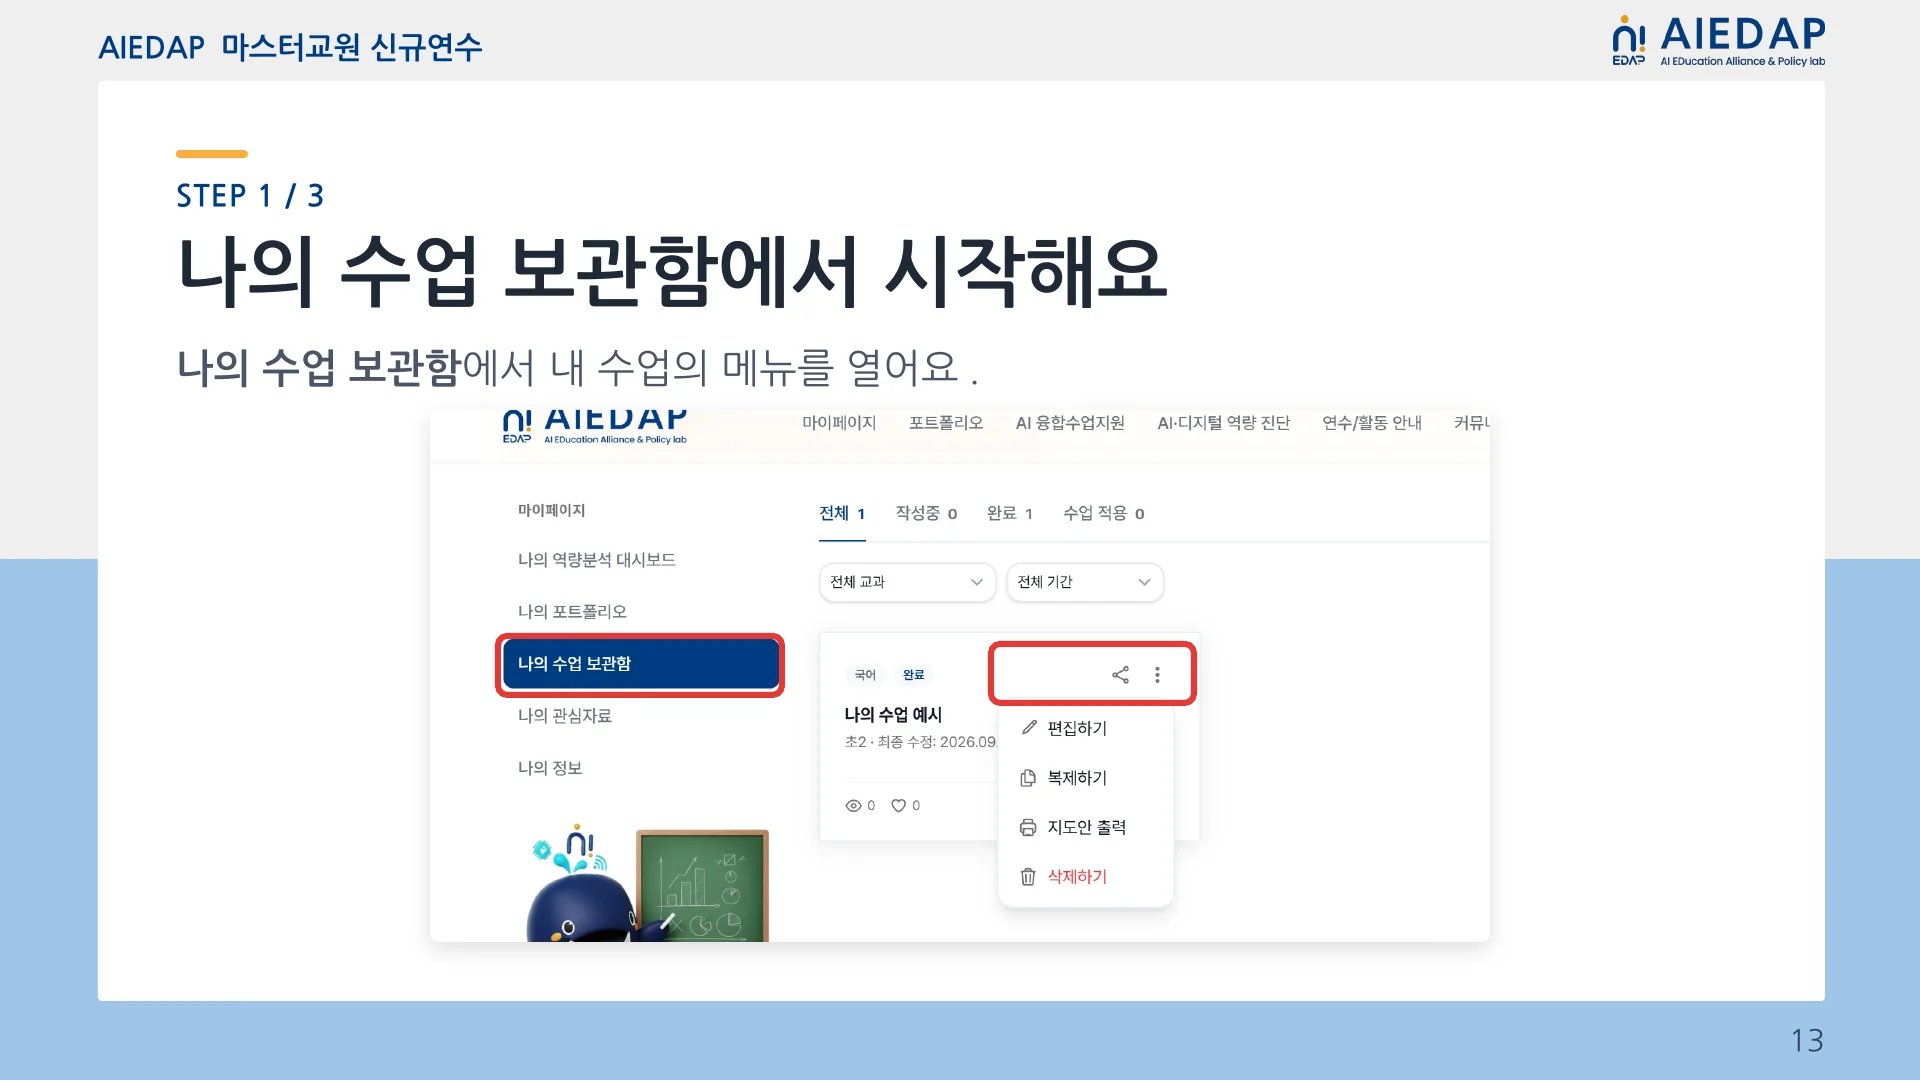 AIEDAP 마스터교원 신규연수
EDAP
AIEDAP
AI EDucation Alliance & Policy lab
STEP 1 / 3
나의 수업 보관함에서 시작해요
나의 수업 보관함에서 내 수업의 메뉴를 열어요 .
EDAP
AIEDAP
AI EDucation Alliance & Policy lab
마이페이지 포트폴리오 AI 융합수업지원 AI·디지털 역량 진단 연수/활동 안내 커뮤니
마이페이지
나의 역량분석 대시보드
나의 포트폴리오
나의 수업 보관함
나의 관심자료
나의 정보
전체 1 작성중 0 완료 1 수업 적용 0
전체 교과 전체 기간
국어 완료
나의 수업 예시
초2 · 최종 수정: 2026.09.
0 0
편집하기
복제하기
지도안 출력
삭제하기
13